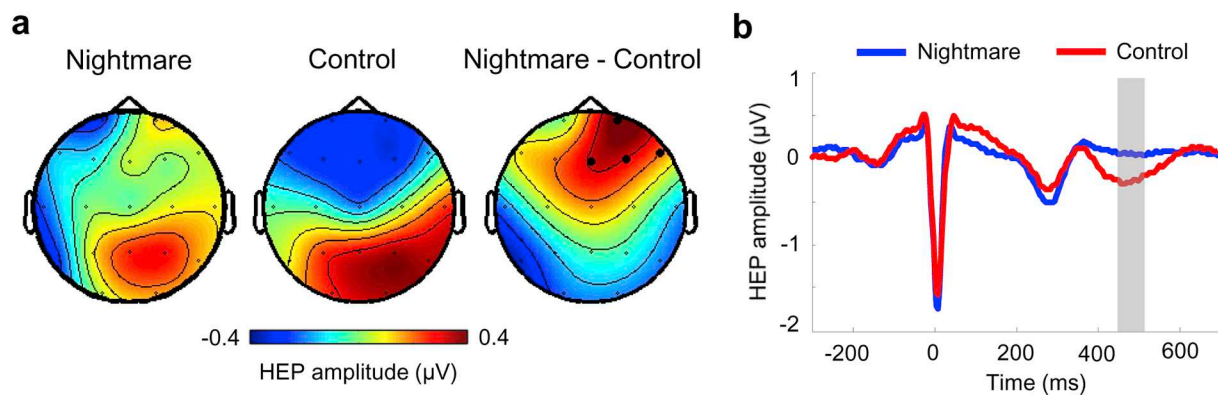 a
Nightmare Control Nightmare - Control
-0.4 0.4
HEP amplitude (μV)
b
Nightmare Control
HEP amplitude (μV)
1
0
-1
-2
-200 0 200 400 600
Time (ms)